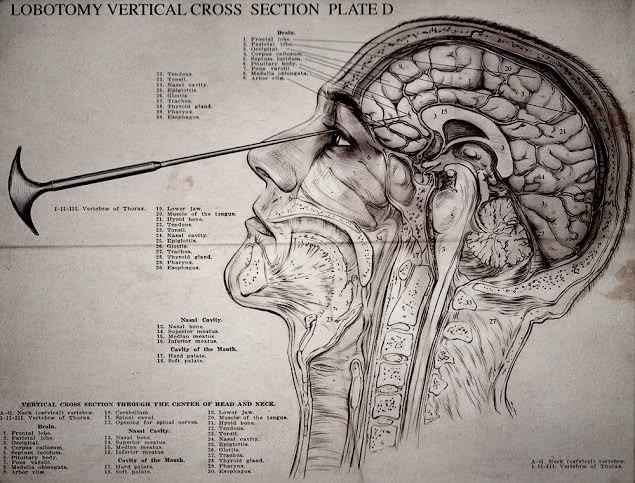 LOBOTOMY VERTICAL CROSS SECTION PLATE D
Brain.
1. Frontal lobe.
2. Parietal lobe.
3. Occipital.
4. Corpus callosum.
5. Septum lucidum.
6. Pituitary body.
7. Pons varolii.
8. Medulla oblongata.
9. Arbor vitæ.
22. Tendons.
23. Tonsil.
24. Nasal cavity.
25. Epiglottis.
26. Glottis.
27. Trachea.
28. Thyroid gland.
29. Pharynx.
30. Esophagus.
I-II-III. Vertebræ of Thorax.
19. Lower jaw.
20. Muscle of the tongue.
21. Hyoid bone.
22. Tendons.
23. Tonsil.
24. Nasal cavity.
25. Epiglottis.
26. Glottis.
27. Trachea.
28. Thyroid gland.
29. Pharynx.
30. Esophagus.
Nasal Cavity.
13. Nasal bone.
14. Superior meatus.
15. Median meatus.
16. Inferior meatus.
Cavity of the Mouth.
17. Hard palate.
18. Soft palate.
VERTICAL CROSS SECTION THROUGH THE CENTER OF HEAD AND NECK.
A-G. Neck (cervical) vertebræ.
I-II-III. Vertebræ of Thorax.
Brain.
1. Frontal lobe.
2. Parietal lobe.
3. Occipital.
4. Corpus callosum.
5. Septum lucidum.
6. Pituitary body.
7. Pons varolii.
8. Medulla oblongata.
9. Arbor vitæ.
10. Cerebellum.
11. Spinal canal.
12. Opening for spinal nerves.
Nasal Cavity.
13. Nasal bone.
14. Superior meatus.
15. Median meatus.
16. Inferior meatus.
Cavity of the Mouth.
17. Hard palate.
18. Soft palate.
19. Lower jaw.
20. Muscle of the tongue.
21. Hyoid bone.
22. Tendons.
23. Tonsil.
24. Nasal cavity.
25. Epiglottis.
26. Glottis.
27. Trachea.
28. Thyroid gland.
29. Pharynx.
30. Esophagus.
A-G. Neck (cervical) vertebræ.
I-II-III. Vertebræ of Thorax.